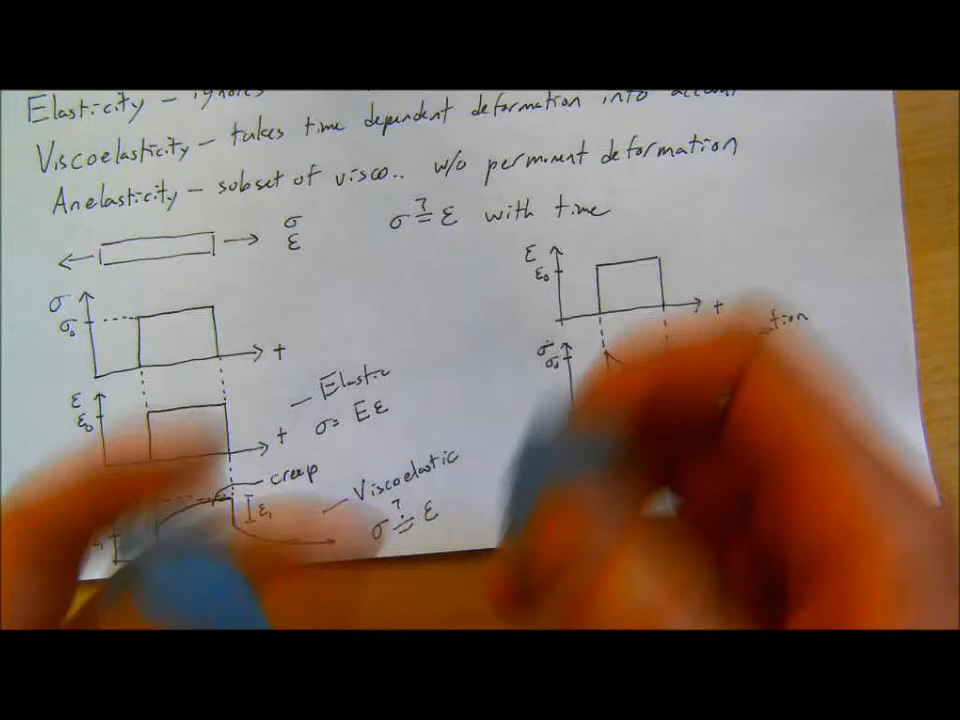 Elasticity - ignores
Viscoelasticity - takes time dependent deformation into
Anelasticity - subset of visco.. w/o perminent deformation
σ
ε
σ ?= ε with time
σ
σ₀
t
ε
ε₀
t
Elastic
σ = Eε
creep
ε₁
Viscoelastic
σ ?= ε
ε
ε₀
t
σ
σ₀